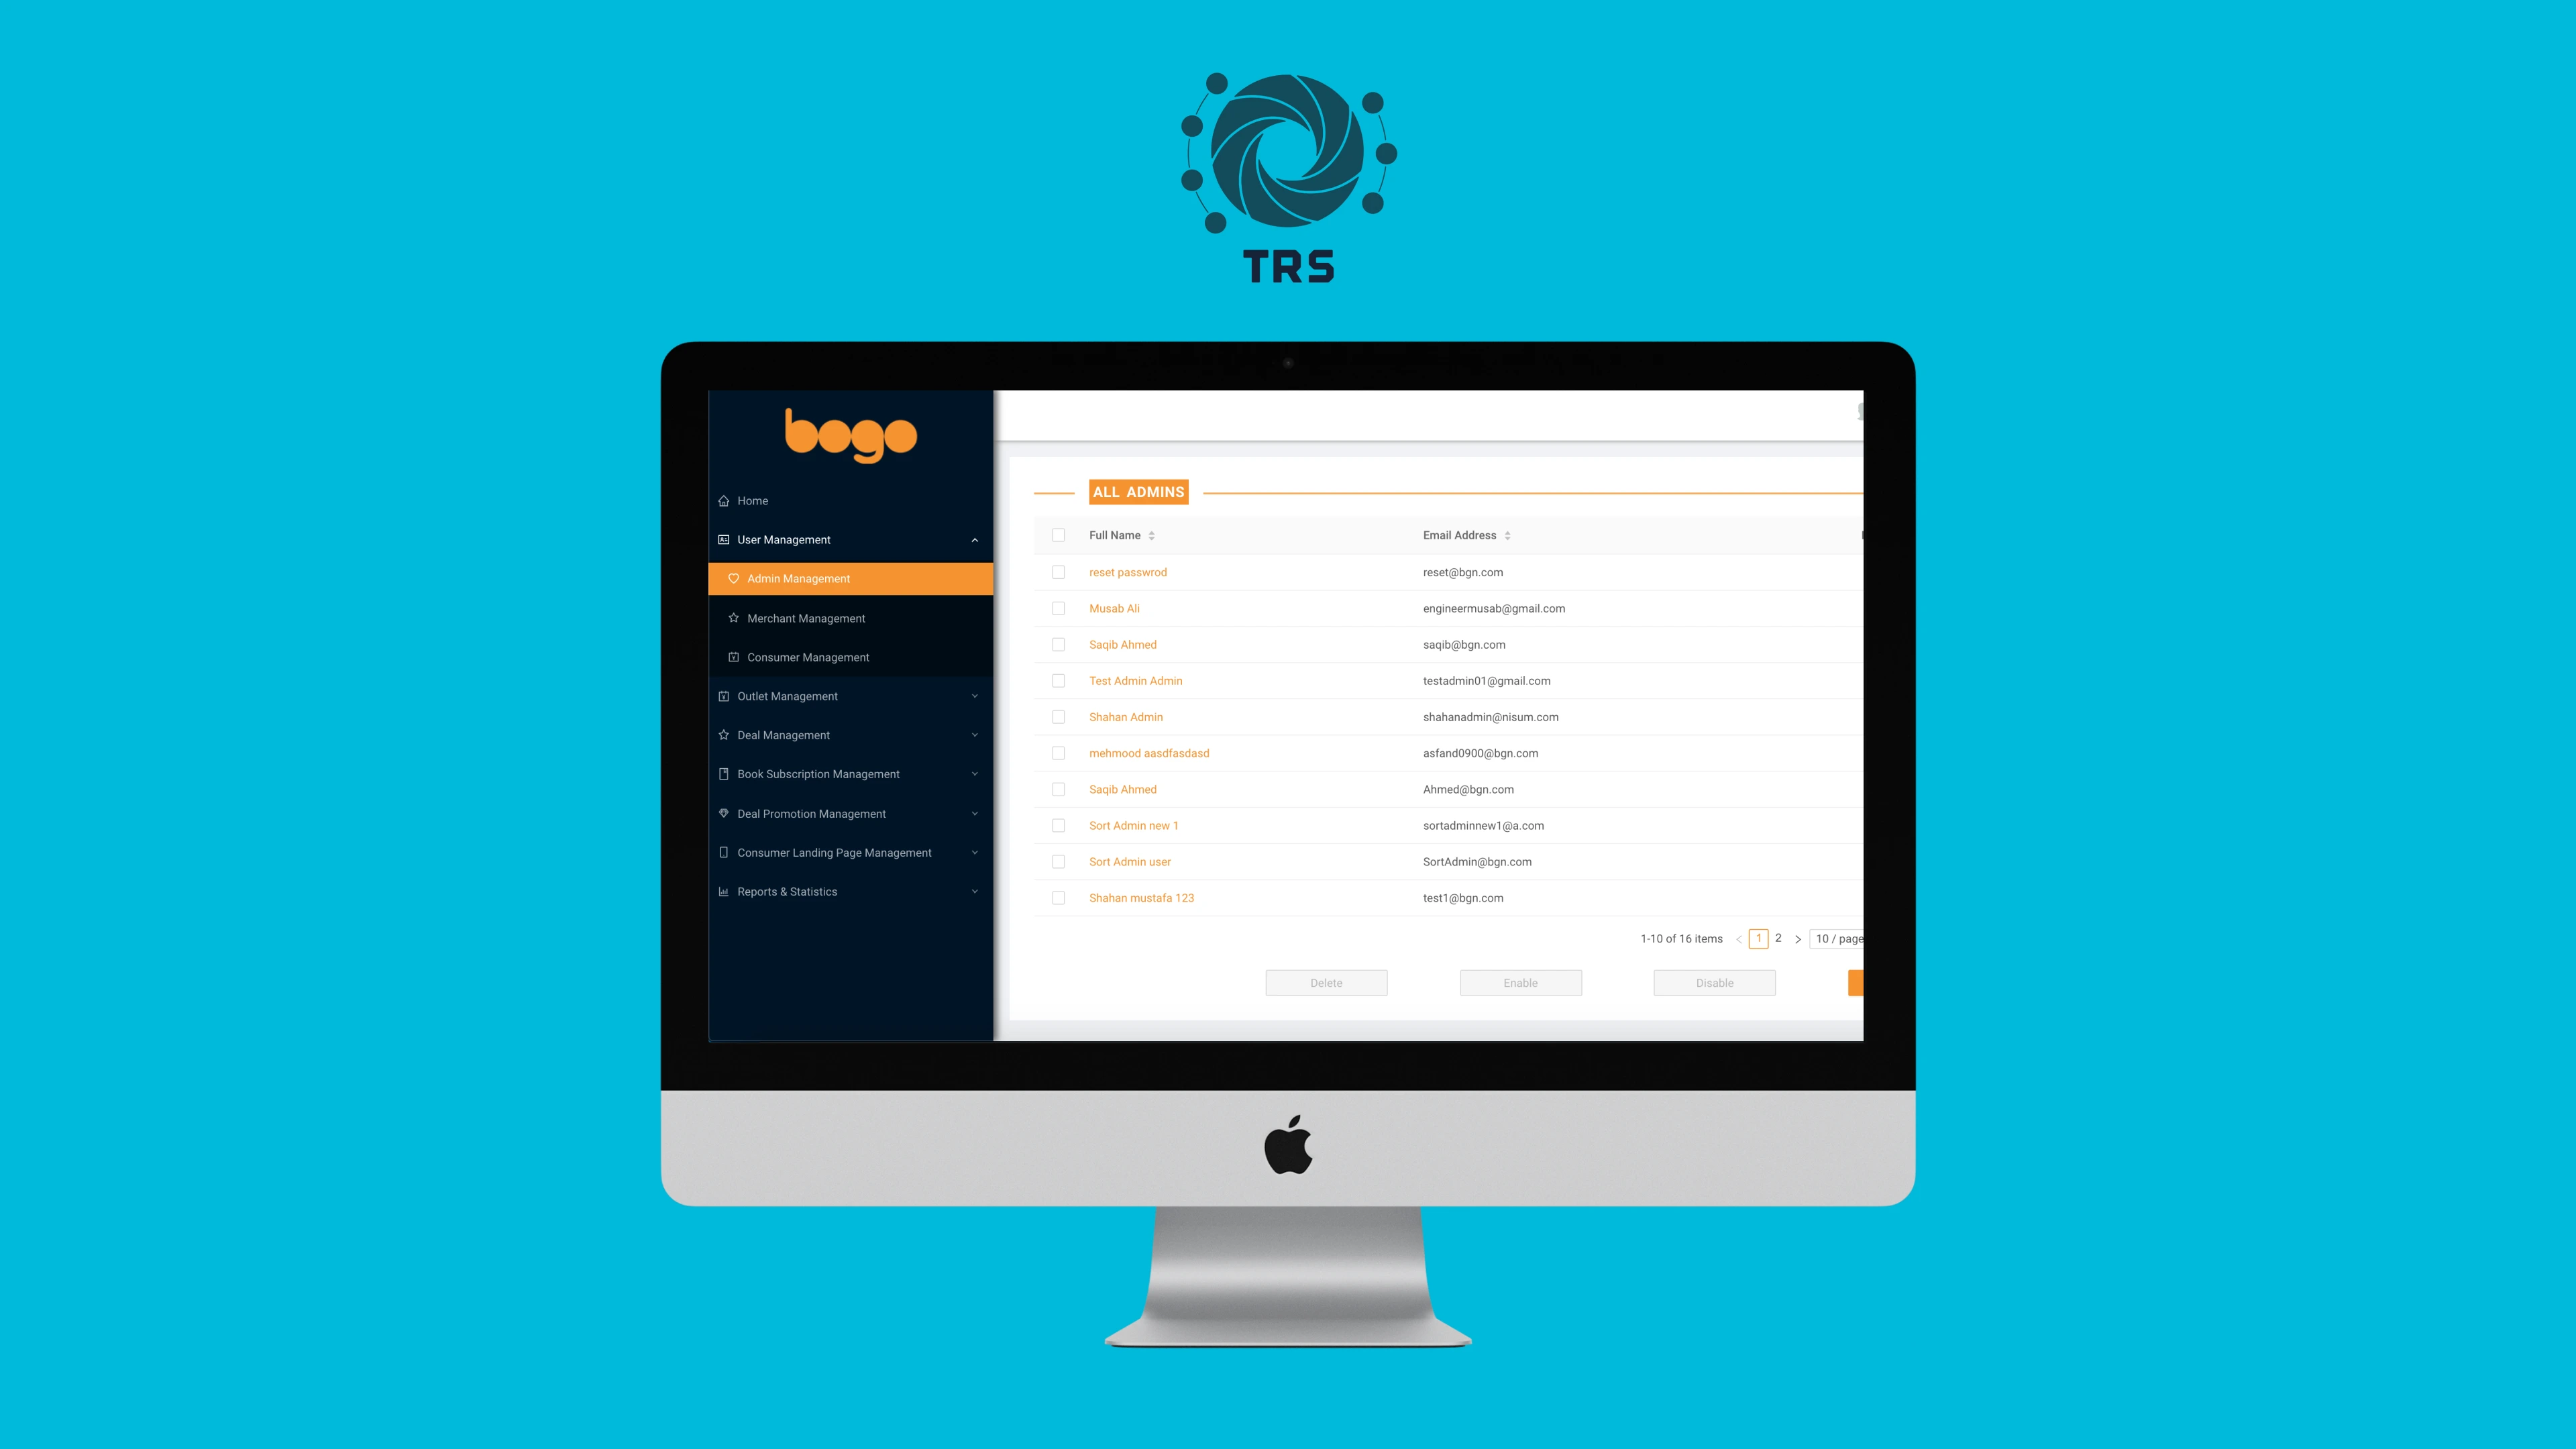 TRS
bogo
Home
User Management
Admin Management
Merchant Management
Consumer Management
Outlet Management
Deal Management
Book Subscription Management
Deal Promotion Management
Consumer Landing Page Management
Reports & Statistics
ALL ADMINS
Full Name Email Address
reset passwrod reset@bgn.com
Musab Ali engineermusab@gmail.com
Saqib Ahmed saqib@bgn.com
Test Admin Admin testadmin01@gmail.com
Shahan Admin shahanadmin@nisum.com
mehmood aasdfasdasd asfand0900@bgn.com
Saqib Ahmed Ahmed@bgn.com
Sort Admin new 1 sortadminnew1@a.com
Sort Admin user SortAdmin@bgn.com
Shahan mustafa 123 test1@bgn.com
1-10 of 16 items < 1 2 > 10 / page
Delete Enable Disable